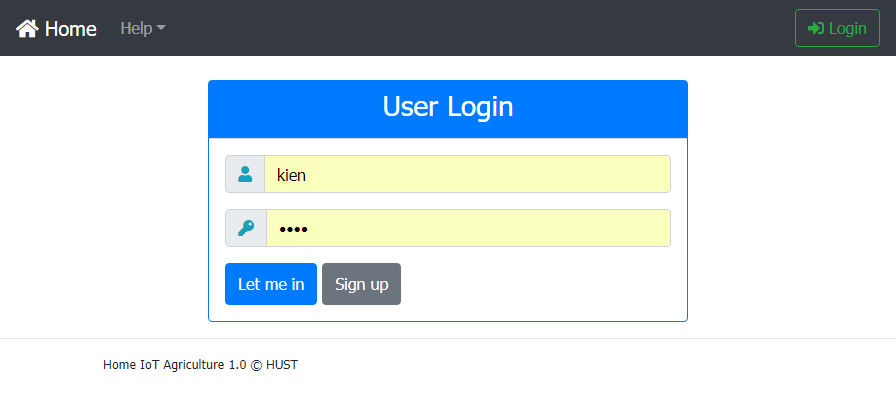 Home Help Login
User Login
kien
••••
Let me in Sign up
Home IoT Agriculture 1.0 © HUST